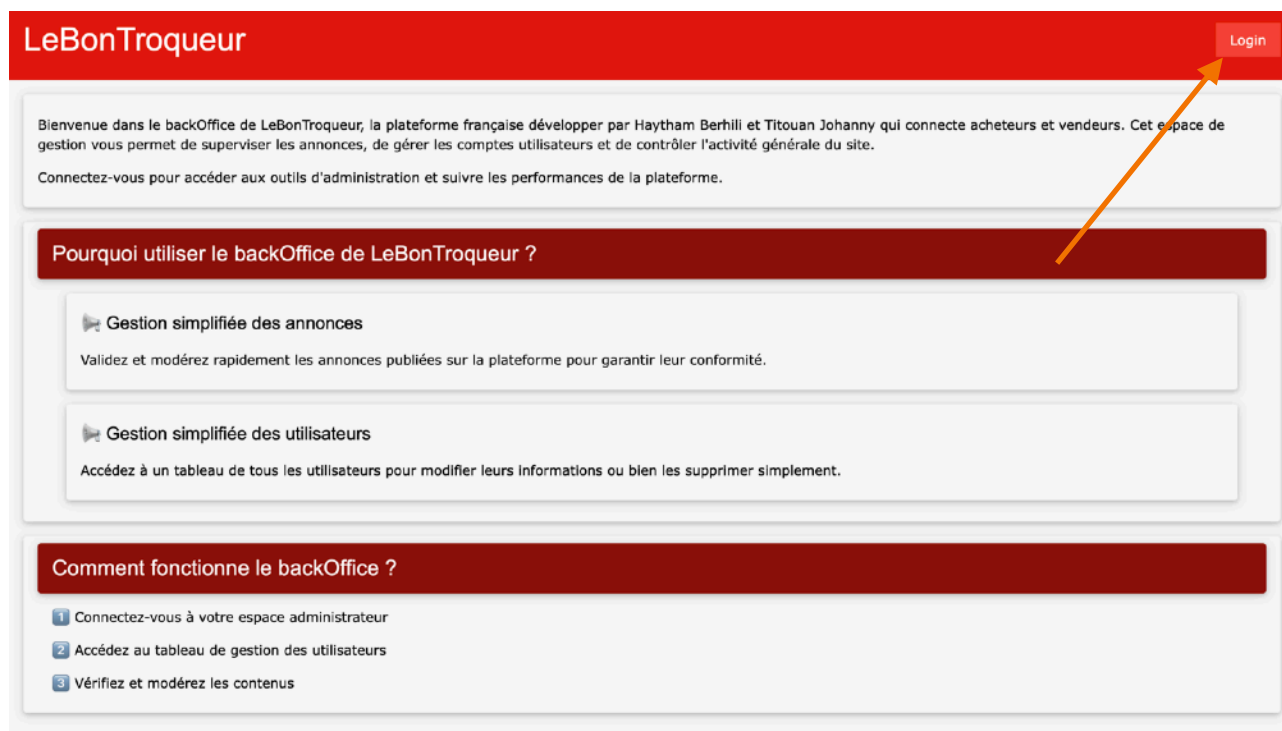 LeBonTroqueur
Login
Bienvenue dans le backOffice de LeBonTroqueur, la plateforme française développer par Haytham Berhili et Titouan Johanny qui connecte acheteurs et vendeurs. Cet espace de
gestion vous permet de superviser les annonces, de gérer les comptes utilisateurs et de contrôler l'activité générale du site.
Connectez-vous pour accéder aux outils d'administration et suivre les performances de la plateforme.
Pourquoi utiliser le backOffice de LeBonTroqueur ?
Gestion simplifiée des annonces
Validez et modérez rapidement les annonces publiées sur la plateforme pour garantir leur conformité.
Gestion simplifiée des utilisateurs
Accédez à un tableau de tous les utilisateurs pour modifier leurs informations ou bien les supprimer simplement.
Comment fonctionne le backOffice ?
1 Connectez-vous à votre espace administrateur
2 Accédez au tableau de gestion des utilisateurs
3 Vérifiez et modérez les contenus